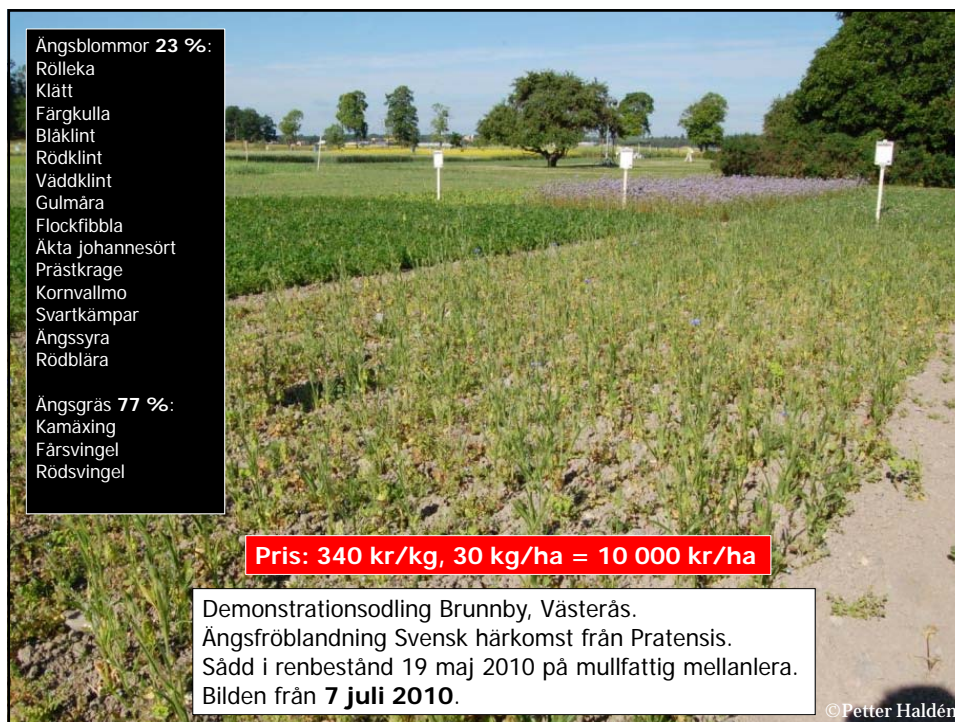 Ängsblommor 23 %:
Rölleka
Klätt
Färgkulla
Blåklint
Rödklint
Väddklint
Gulmåra
Flockfibbla
Äkta johannesört
Prästkrage
Kornvallmo
Svartkämpar
Ängssyra
Rödblära
Ängsgräs 77 %:
Kamäxing
Fårsvingel
Rödsvingel
Pris: 340 kr/kg, 30 kg/ha = 10 000 kr/ha
Demonstrationsodling Brunnby, Västerås.
Ängsfröblandning Svensk härkomst från Pratensis.
Sådd i renbestånd 19 maj 2010 på mullfattig mellanlera.
Bilden från 7 juli 2010.
©Petter Haldén